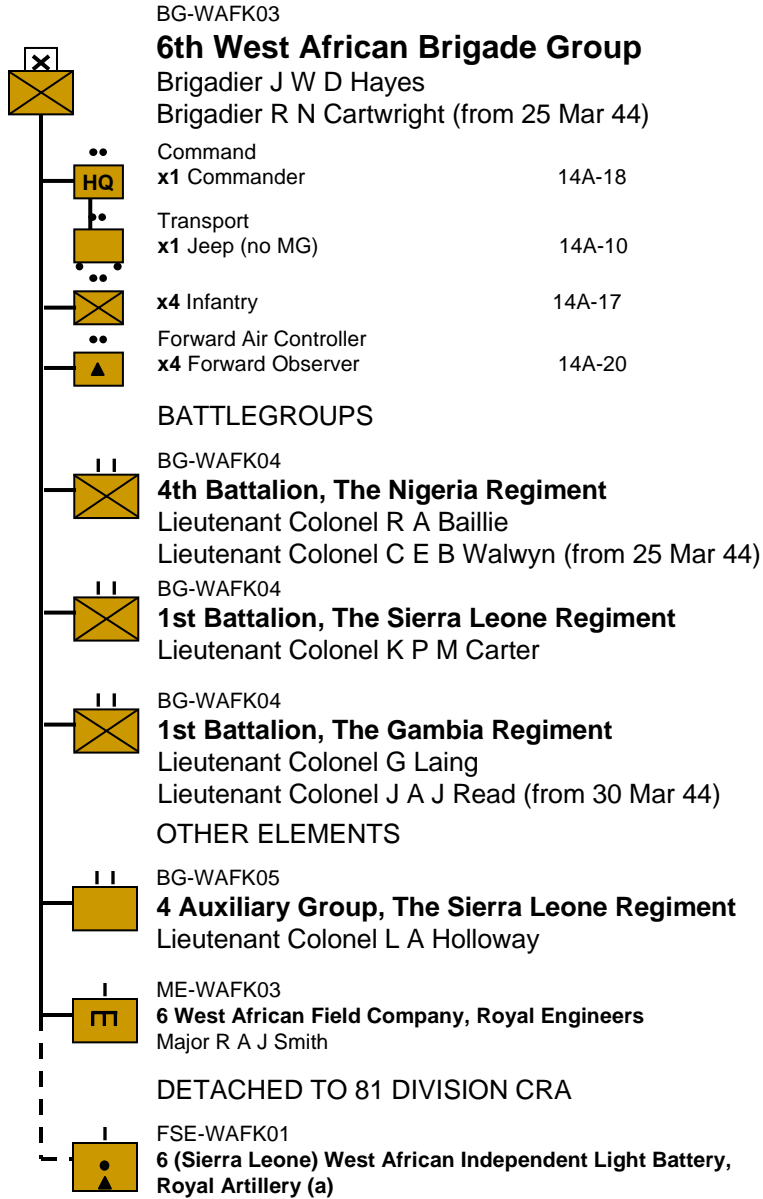 BG-WAFK03
6th West African Brigade Group
Brigadier J W D Hayes
Brigadier R N Cartwright (from 25 Mar 44)
Command
HQ
x1 Commander 14A-18
Transport
x1 Jeep (no MG) 14A-10
x4 Infantry 14A-17
Forward Air Controller
x4 Forward Observer 14A-20
BATTLEGROUPS
BG-WAFK04
4th Battalion, The Nigeria Regiment
Lieutenant Colonel R A Baillie
Lieutenant Colonel C E B Walwyn (from 25 Mar 44)
BG-WAFK04
1st Battalion, The Sierra Leone Regiment
Lieutenant Colonel K P M Carter
BG-WAFK04
1st Battalion, The Gambia Regiment
Lieutenant Colonel G Laing
Lieutenant Colonel J A J Read (from 30 Mar 44)
OTHER ELEMENTS
BG-WAFK05
4 Auxiliary Group, The Sierra Leone Regiment
Lieutenant Colonel L A Holloway
ME-WAFK03
6 West African Field Company, Royal Engineers
Major R A J Smith
DETACHED TO 81 DIVISION CRA
FSE-WAFK01
6 (Sierra Leone) West African Independent Light Battery,
Royal Artillery (a)